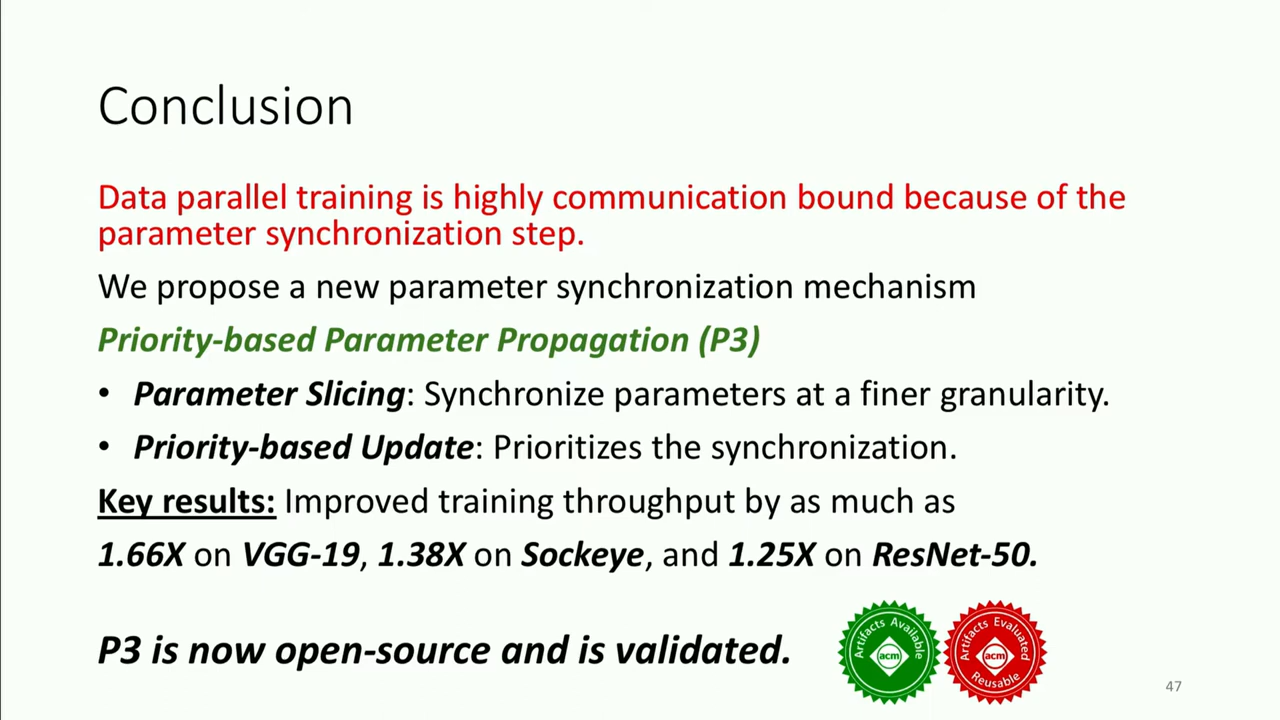 Conclusion
Data parallel training is highly communication bound because of the
parameter synchronization step.
We propose a new parameter synchronization mechanism
Priority-based Parameter Propagation (P3)
• Parameter Slicing: Synchronize parameters at a finer granularity.
• Priority-based Update: Prioritizes the synchronization.
Key results: Improved training throughput by as much as
1.66X on VGG-19, 1.38X on Sockeye, and 1.25X on ResNet-50.
P3 is now open-source and is validated.
Artifacts Available
acm
Artifacts Evaluated
acm
Reusable
47